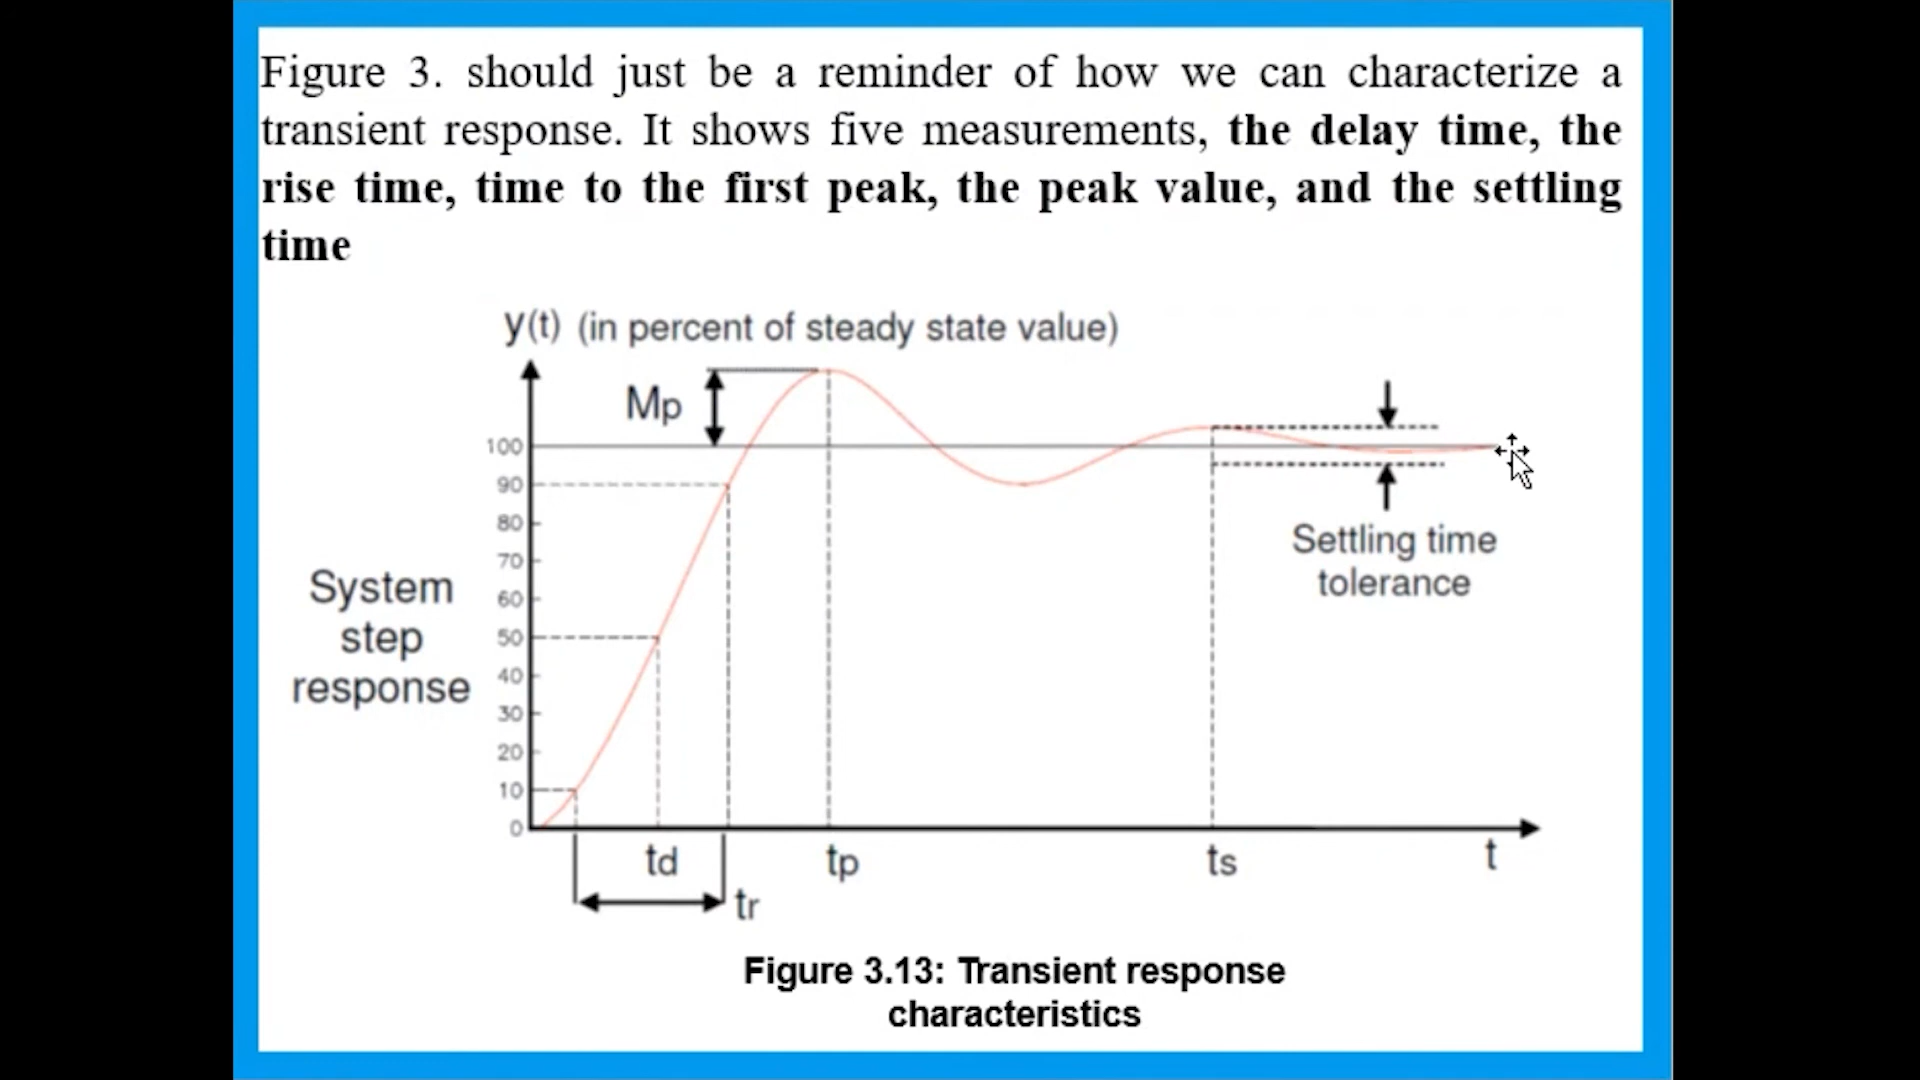 Figure 3. should just be a reminder of how we can characterize a
transient response. It shows five measurements, the delay time, the
rise time, time to the first peak, the peak value, and the settling
time
y(t) (in percent of steady state value)
Mp
100
90
80
70
60
50
40
30
20
10
0
System
step
response
Settling time
tolerance
td
tp
ts
t
tr
Figure 3.13: Transient response
characteristics